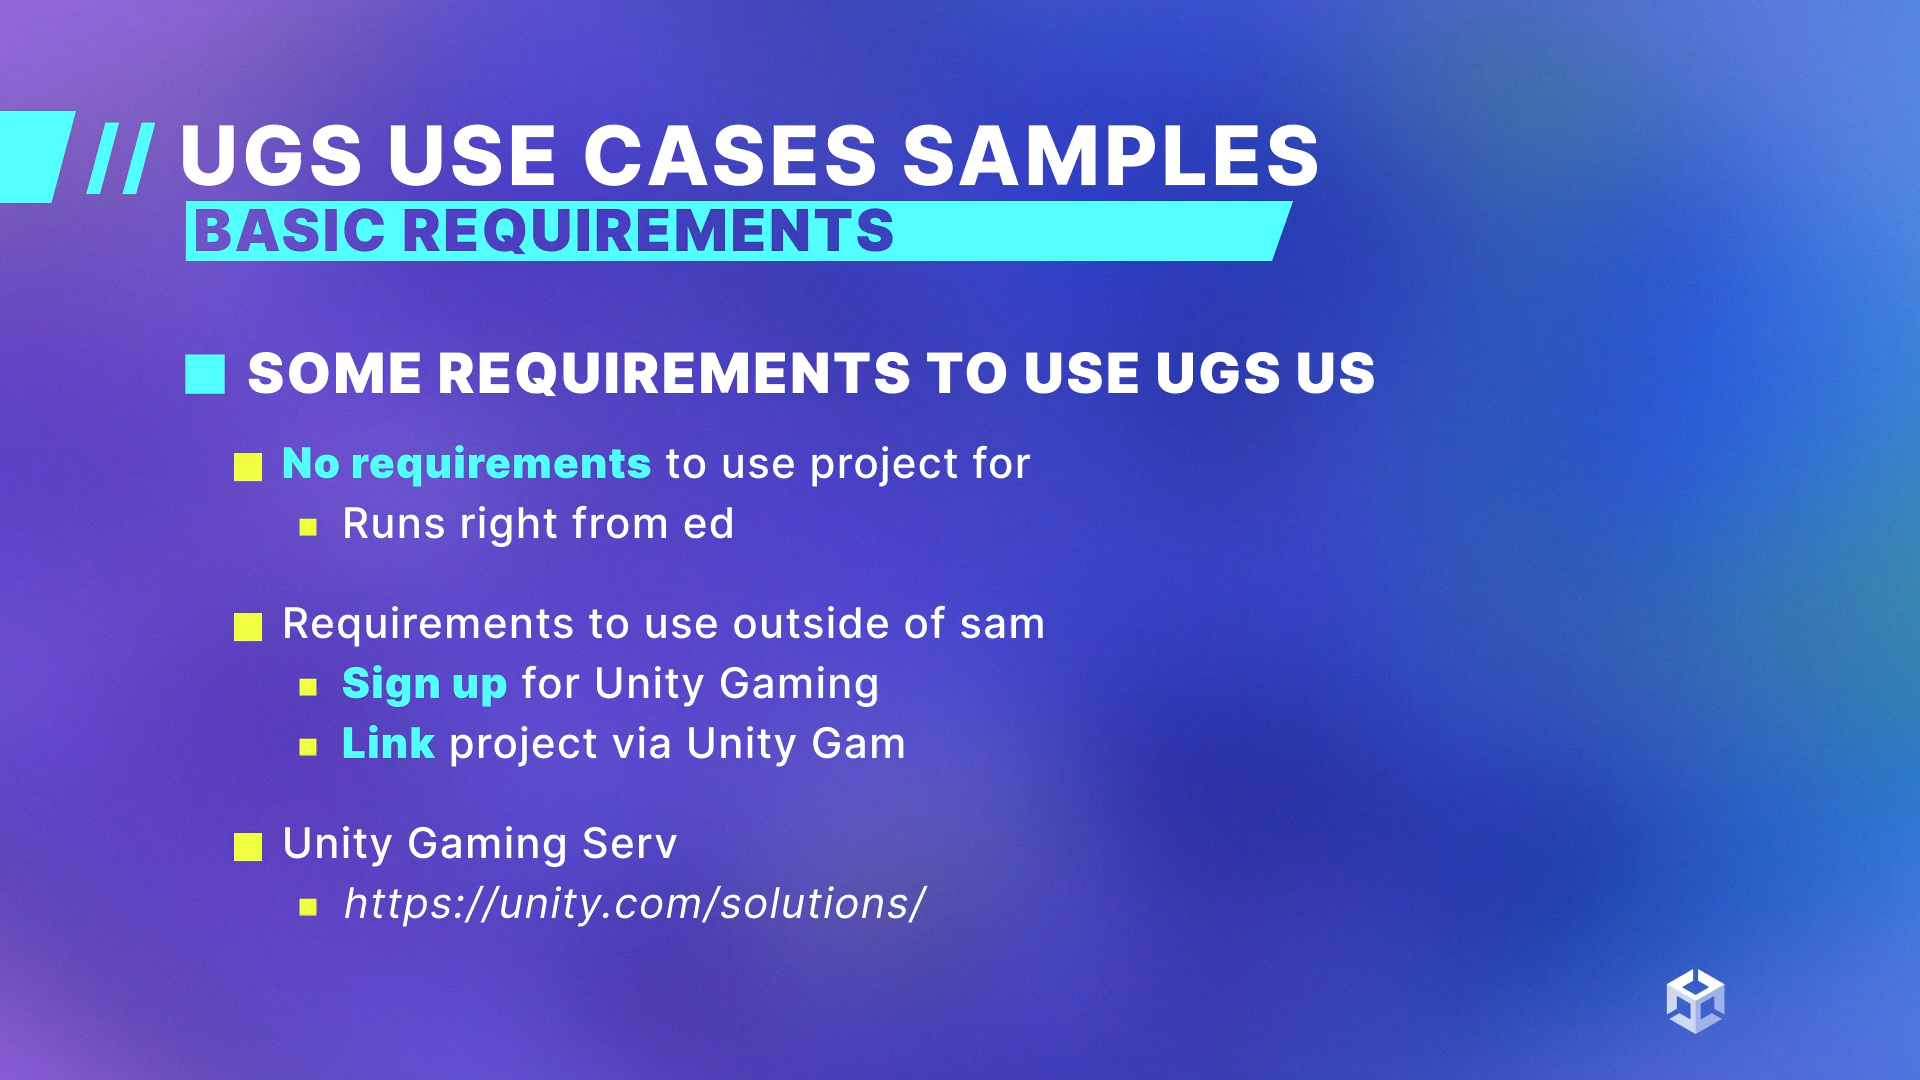 // UGS USE CASES SAMPLES
BASIC REQUIREMENTS
SOME REQUIREMENTS TO USE UGS US
No requirements to use project for
Runs right from ed
Requirements to use outside of sam
Sign up for Unity Gaming
Link project via Unity Gam
Unity Gaming Serv
https://unity.com/solutions/